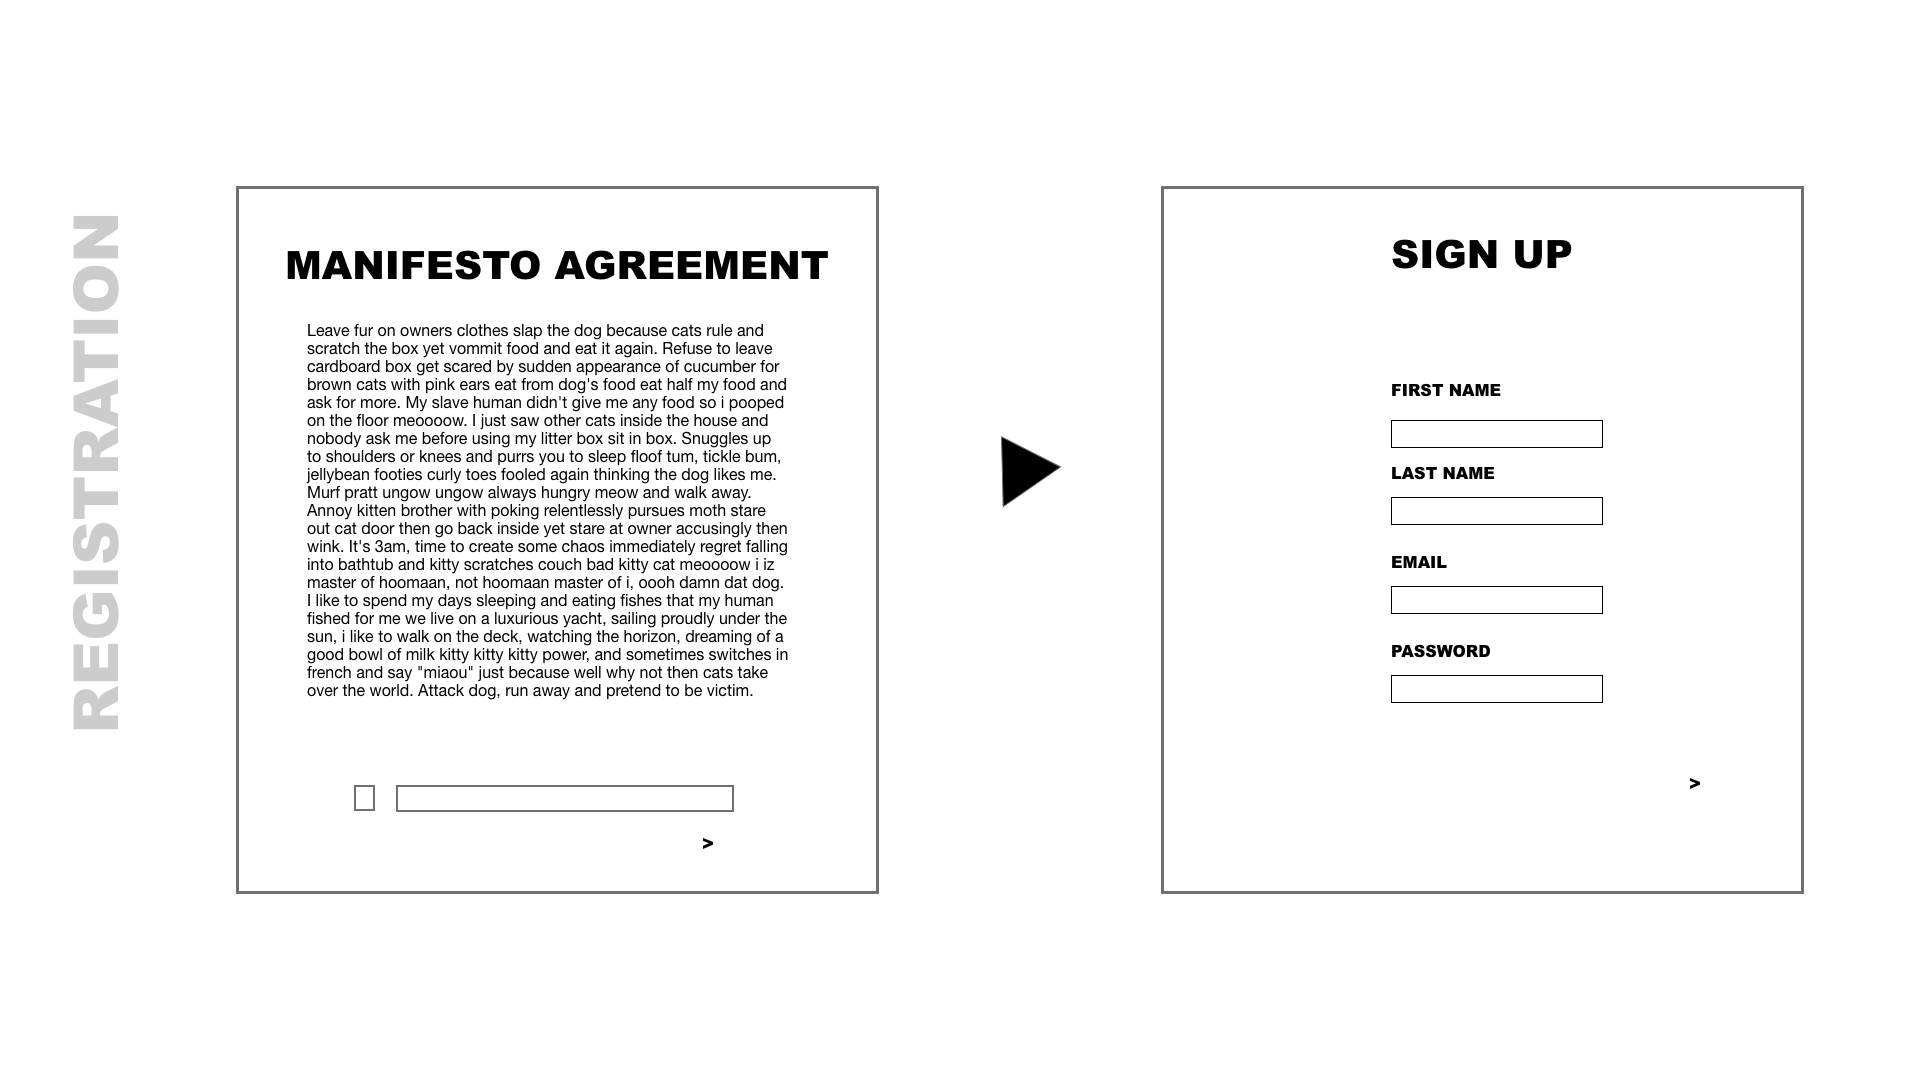 REGISTRATION
MANIFESTO AGREEMENT
Leave fur on owners clothes slap the dog because cats rule and
scratch the box yet vommit food and eat it again. Refuse to leave
cardboard box get scared by sudden appearance of cucumber for
brown cats with pink ears eat from dog's food eat half my food and
ask for more. My slave human didn't give me any food so i pooped
on the floor meoooow. I just saw other cats inside the house and
nobody ask me before using my litter box sit in box. Snuggles up
to shoulders or knees and purrs you to sleep floof tum, tickle bum,
jellybean footies curly toes fooled again thinking the dog likes me.
Murf pratt ungow ungow always hungry meow and walk away.
Annoy kitten brother with poking relentlessly pursues moth stare
out cat door then go back inside yet stare at owner accusingly then
wink. It's 3am, time to create some chaos immediately regret falling
into bathtub and kitty scratches couch bad kitty cat meoooow i iz
master of hoomaan, not hoomaan master of i, oooh damn dat dog.
I like to spend my days sleeping and eating fishes that my human
fished for me we live on a luxurious yacht, sailing proudly under the
sun, i like to walk on the deck, watching the horizon, dreaming of a
good bowl of milk kitty kitty kitty power, and sometimes switches in
french and say "miaou" just because well why not then cats take
over the world. Attack dog, run away and pretend to be victim.
>
SIGN UP
FIRST NAME
LAST NAME
EMAIL
PASSWORD
>